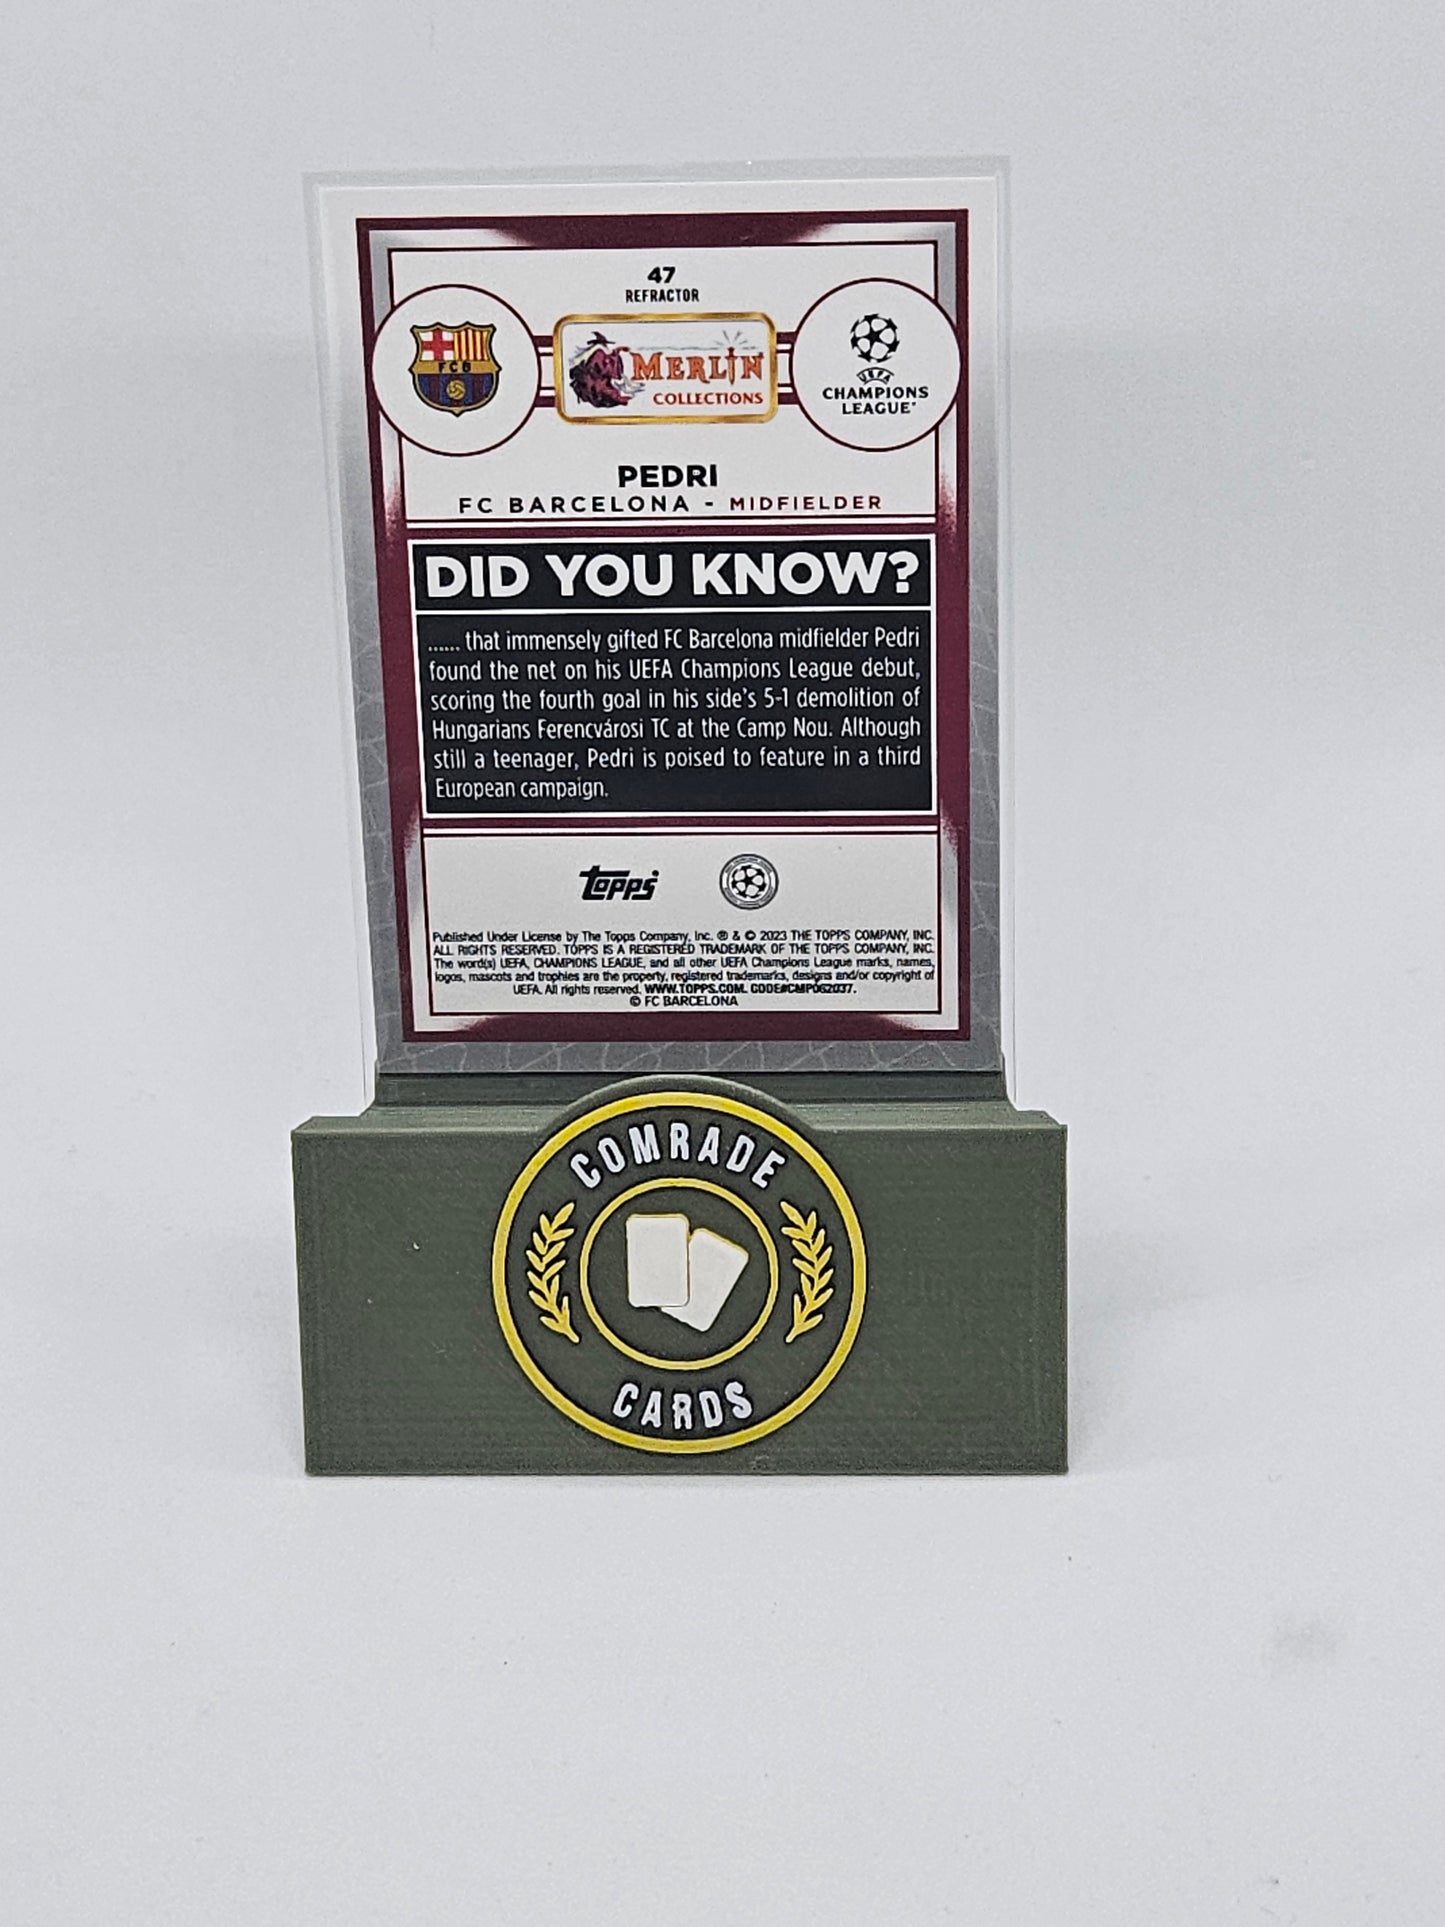 47
REFRACTOR
FCB
MERLIN
COLLECTIONS
UEFA
CHAMPIONS
LEAGUE
PEDRI
FC BARCELONA - MIDFIELDER
DID YOU KNOW?
...... that immensely gifted FC Barcelona midfielder Pedri
found the net on his UEFA Champions League debut,
scoring the fourth goal in his side's 5-1 demolition of
Hungarians Ferencvárosi TC at the Camp Nou. Although
still a teenager, Pedri is poised to feature in a third
European campaign.
Topps
Published Under License by The Topps Company, Inc. ® & © 2023 THE TOPPS COMPANY, INC.
ALL RIGHTS RESERVED. TOPPS IS A REGISTERED TRADEMARK OF THE TOPPS COMPANY, INC.
The word(s) UEFA, CHAMPIONS LEAGUE, and all other UEFA Champions League marks, names,
logos, mascots and trophies are the property, registered trademarks, designs and/or copyright of
UEFA. All rights reserved. WWW.TOPPS.COM. CODE#CMP062037.
© FC BARCELONA
COMRADE
CARDS